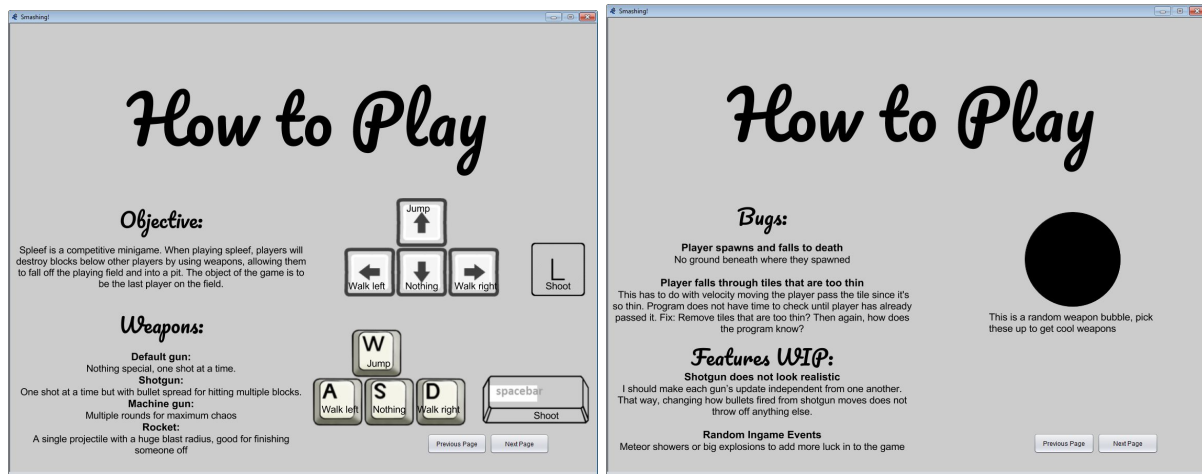 Smashing!
How to Play
Objective:
Spleef is a competitive minigame. When playing spleef, players will
destroy blocks below other players by using weapons, allowing them
to fall off the playing field and into a pit. The object of the game is to
be the last player on the field.
Jump
Walk left
Nothing
Walk right
L
Shoot
Weapons:
Default gun:
Nothing special, one shot at a time.
Shotgun:
One shot at a time but with bullet spread for hitting multiple blocks.
Machine gun:
Multiple rounds for maximum chaos
Rocket:
A single projectile with a huge blast radius, good for finishing
someone off
W
Jump
A
Walk left
S
Nothing
D
Walk right
spacebar
Shoot
Previous Page
Next Page
Smashing!
How to Play
Bugs:
Player spawns and falls to death
No ground beneath where they spawned
Player falls through tiles that are too thin
This has to do with velocity moving the player pass the tile since it's
so thin. Program does not have time to check until player has already
passed it. Fix: Remove tiles that are too thin? Then again, how does
the program know?
This is a random weapon bubble, pick
these up to get cool weapons
Features WIP:
Shotgun does not look realistic
I should make each gun's update independent from one another.
That way, changing how bullets fired from shotgun moves does not
throw off anything else.
Random Ingame Events
Meteor showers or big explosions to add more luck in to the game
Previous Page
Next Page